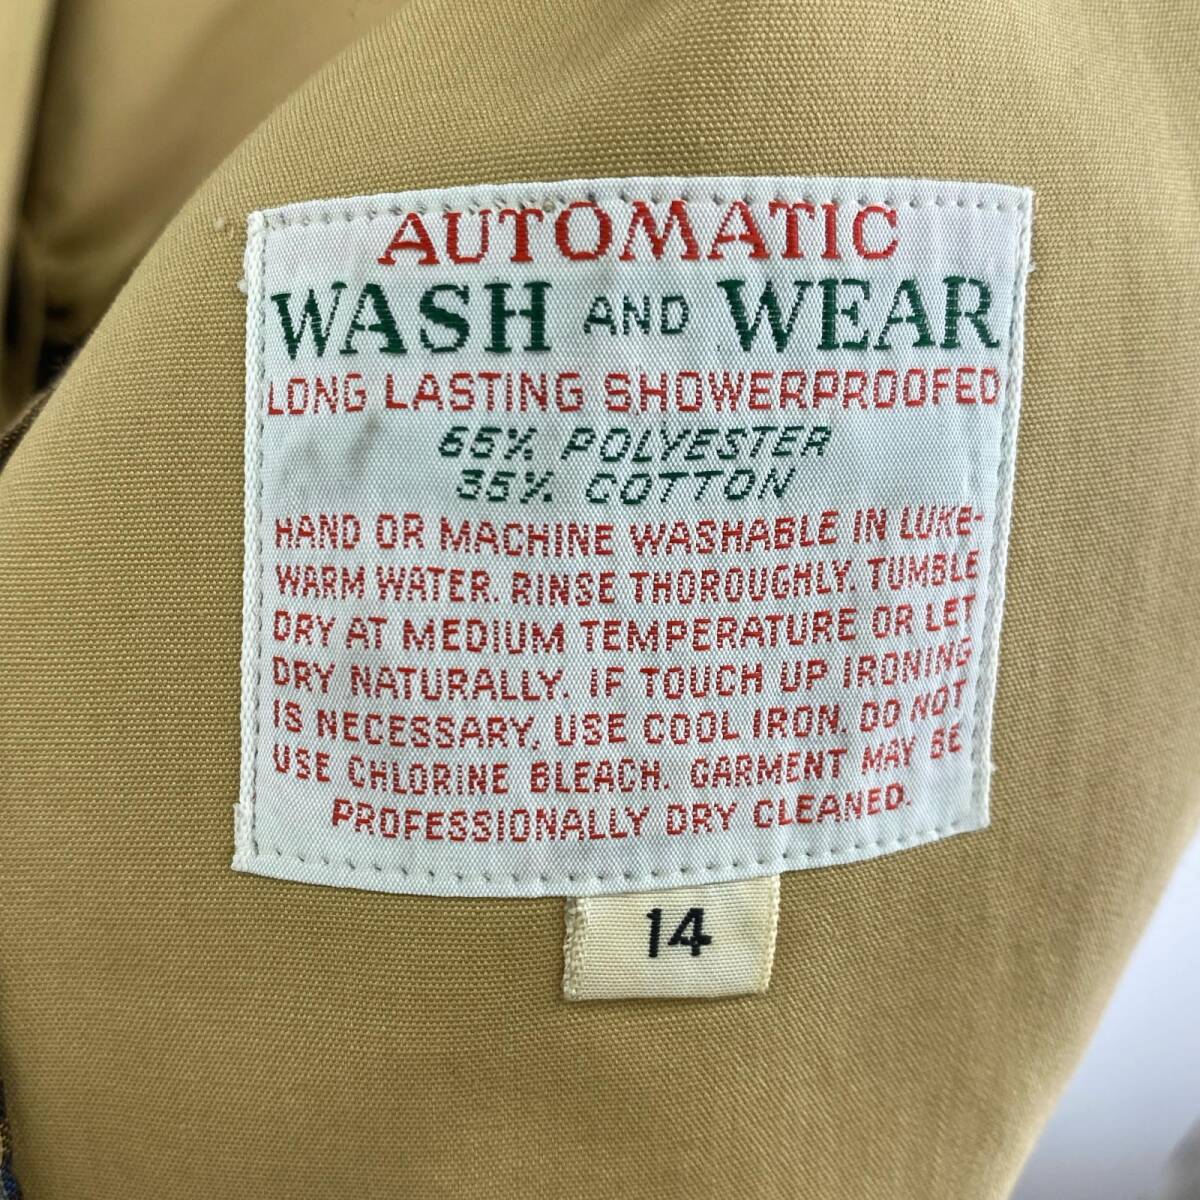 AUTOMATIC
WASH AND WEAR
LONG LASTING SHOWERPROOFED
65% POLYESTER
35% COTTON
HAND OR MACHINE WASHABLE IN LUKE-
WARM WATER. RINSE THOROUGHLY. TUMBLE
DRY AT MEDIUM TEMPERATURE OR LET
DRY NATURALLY. IF TOUCH UP IRONING
IS NECESSARY, USE COOL IRON. DO NOT
USE CHLORINE BLEACH. GARMENT MAY BE
PROFESSIONALLY DRY CLEANED.
14